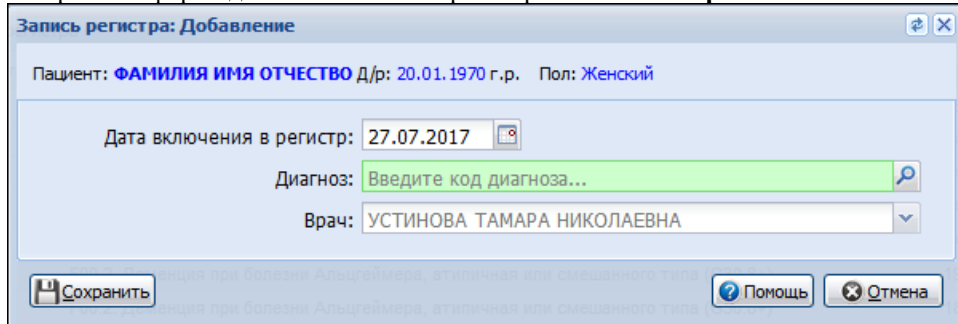 Запись регистра: Добавление
Пациент: ФАМИЛИЯ ИМЯ ОТЧЕСТВО Д/р: 20.01.1970 г.р. Пол: Женский
Дата включения в регистр: 27.07.2017
Диагноз: Введите код диагноза...
Врач: УСТИНОВА ТАМАРА НИКОЛАЕВНА
Сохранить Помощь Отмена